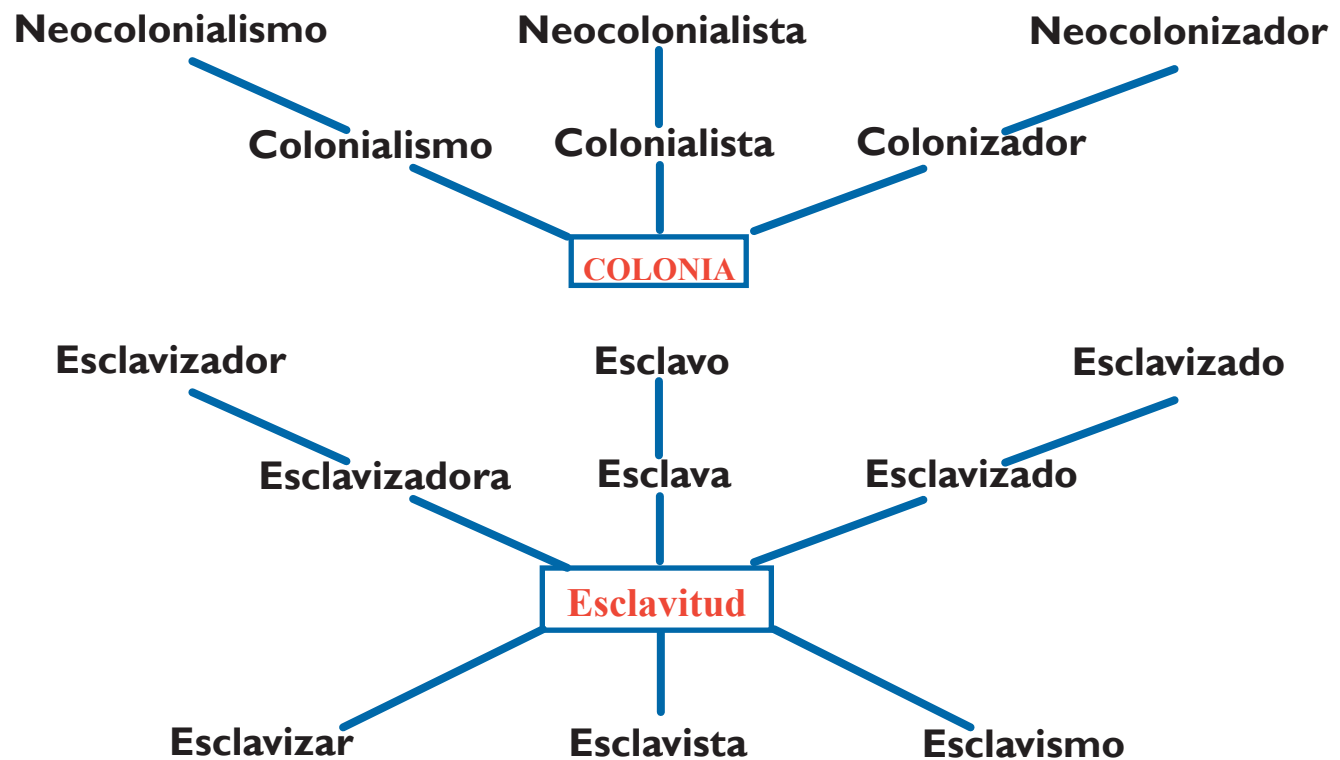 Neocolonialismo Neocolonialista Neocolonizador
Colonialismo Colonialista Colonizador
COLONIA
Esclavizador Esclavo Esclavizado
Esclavizadora Esclava Esclavizado
Esclavitud
Esclavizar Esclavista Esclavismo